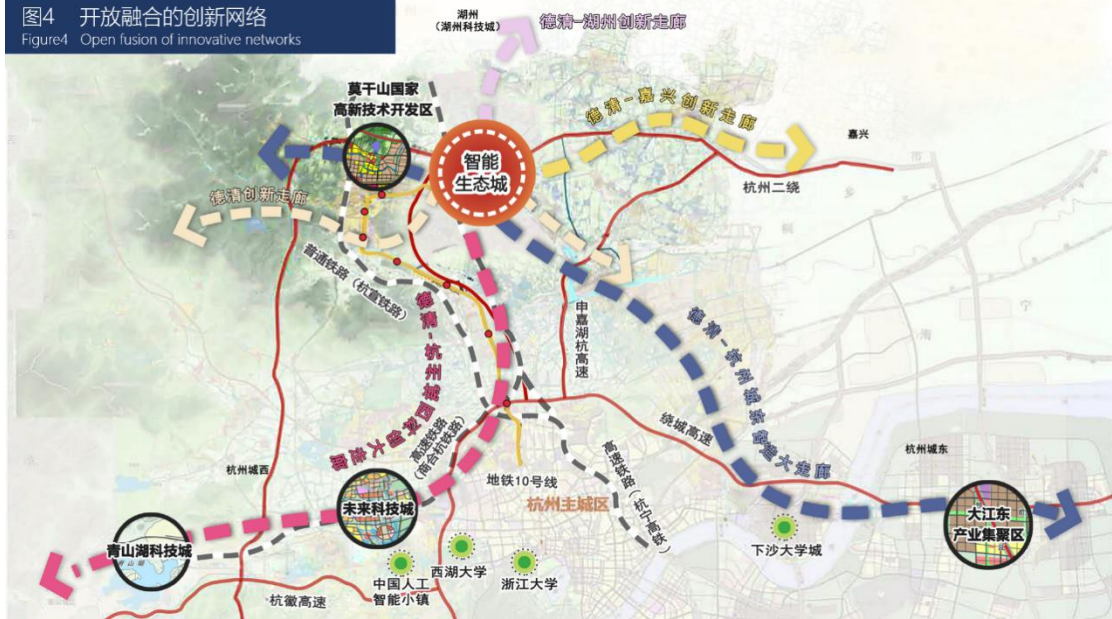 图4 开放融合的创新网络
Figure4 Open fusion of innovative networks
湖州
（湖州科技城）
德清-湖州创新走廊
莫干山国家
高新技术开发区
智能
生态城
德清-嘉兴创新走廊
嘉兴
杭州二绕
德清创新走廊
普通铁路（杭宣铁路）
德清-杭州城西科创大走廊
申嘉湖杭高速
德清-杭州城东智造大走廊
高速铁路
（商合杭铁路）
绕城高速
杭州城西
杭州城东
地铁10号线
高速铁路（杭宁高铁）
杭州主城区
未来科技城
大江东
产业集聚区
青山湖科技城
下沙大学城
中国人工
智能小镇
西湖大学
浙江大学
杭徽高速